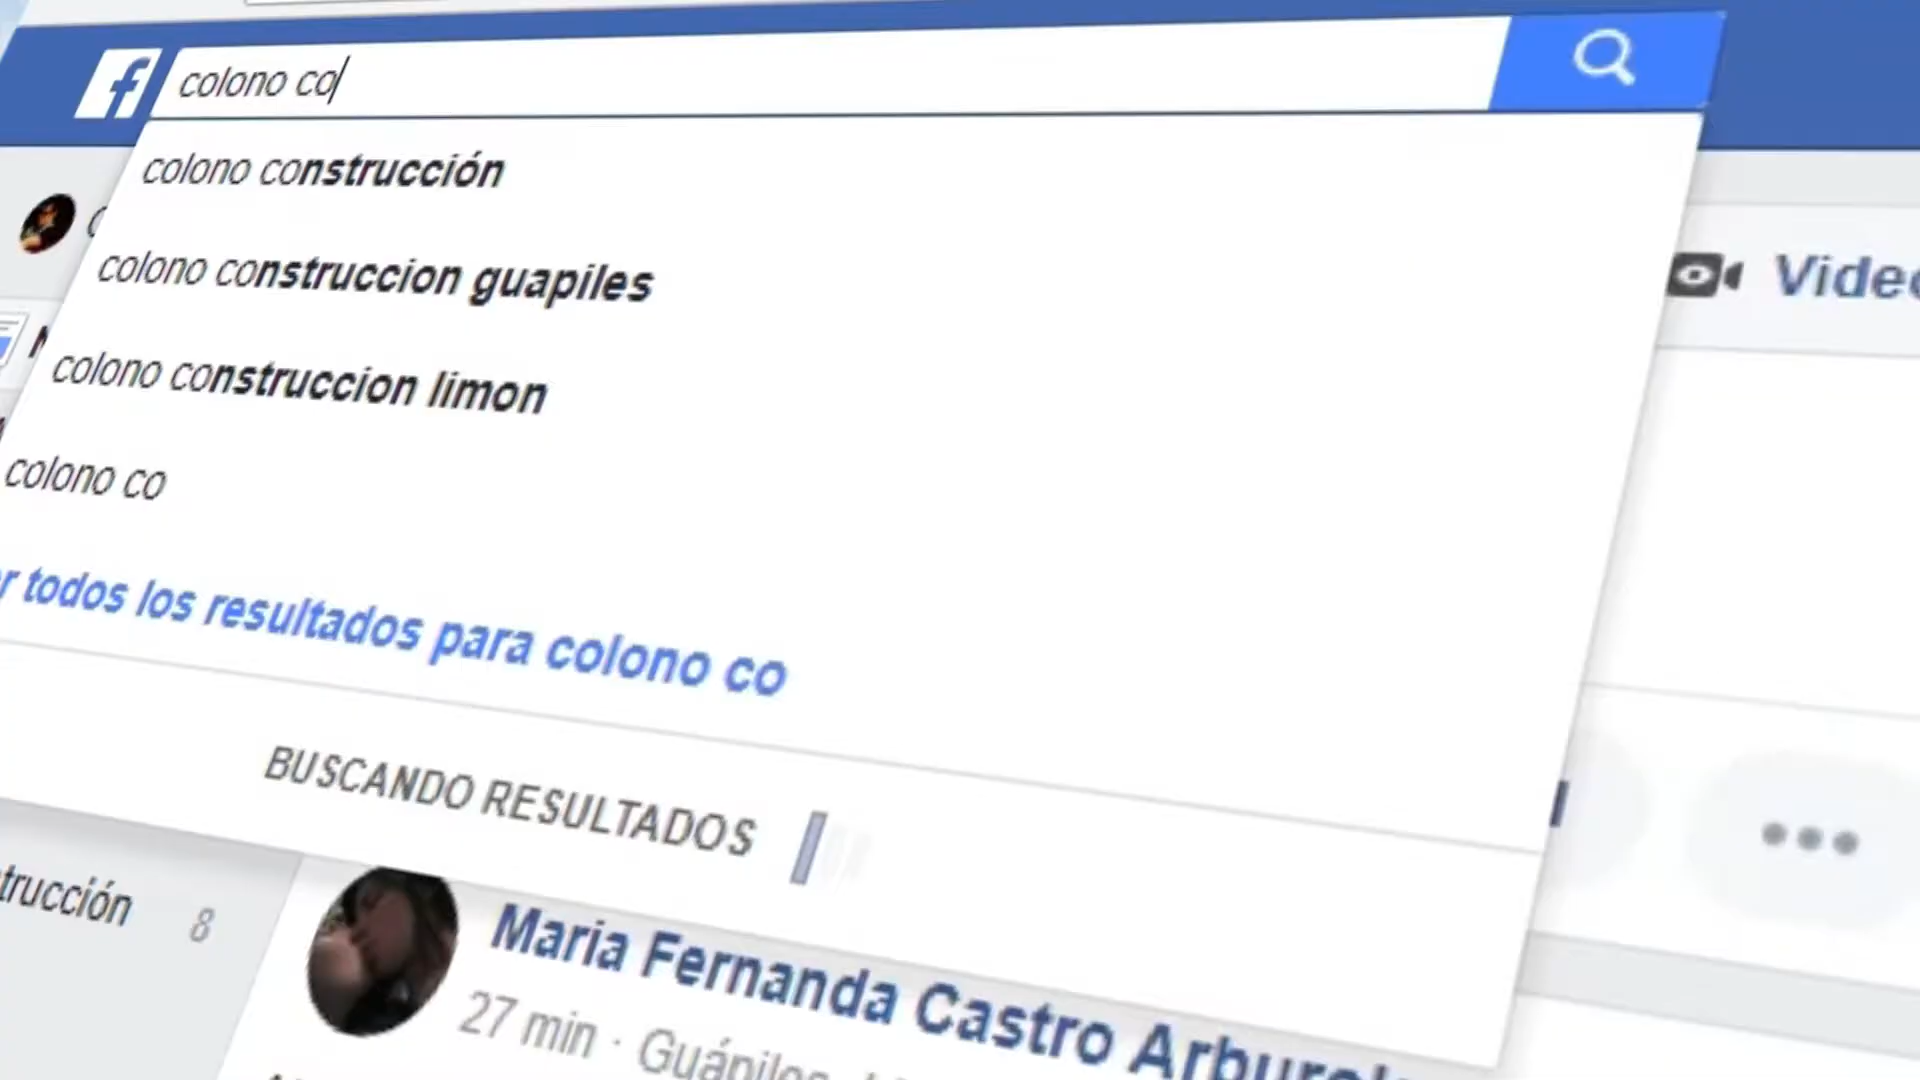 colono co
colono construcción
colono construccion guapiles
colono construccion limon
colono co
todos los resultados para colono co
BUSCANDO RESULTADOS
trucción 8
Maria Fernanda Castro
27 min · Guápiles